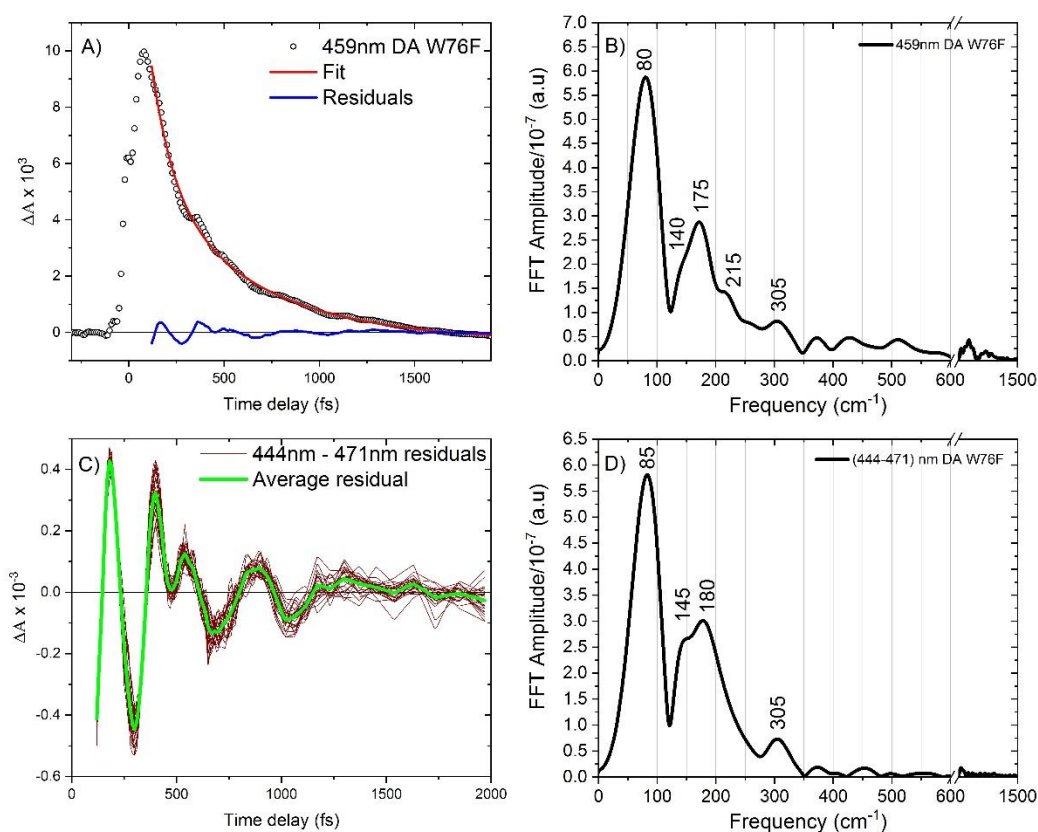 A)
459nm DA W76F
Fit
Residuals
ΔA x 10³
10
8
6
4
2
0
0 500 1000 1500
Time delay (fs)
B)
459nm DA W76F
FFT Amplitude/10⁻⁷ (a.u)
7.0
6.5
6.0
5.5
5.0
4.5
4.0
3.5
3.0
2.5
2.0
1.5
1.0
0.5
0.0
80
140
175
215
305
0 100 200 300 400 500 600 1500
Frequency (cm⁻¹)
C)
444nm - 471nm residuals
Average residual
ΔA x 10⁻³
0.4
0.2
0.0
-0.2
-0.4
-0.6
0 500 1000 1500 2000
Time delay (fs)
D)
(444-471) nm DA W76F
FFT Amplitude/10⁻⁷ (a.u)
6.5
6.0
5.5
5.0
4.5
4.0
3.5
3.0
2.5
2.0
1.5
1.0
0.5
0.0
85
145
180
305
0 100 200 300 400 500 600 1500
Frequency (cm⁻¹)